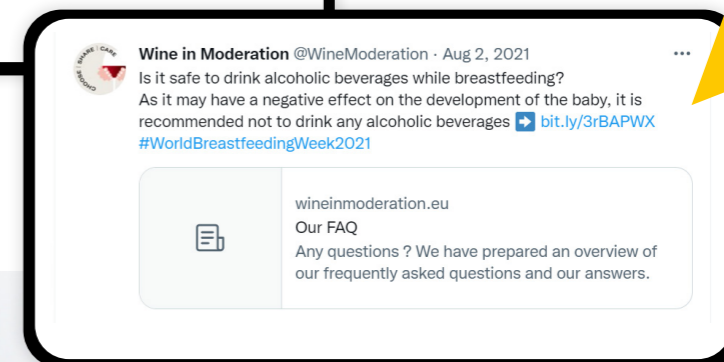 CHOOSE | SHARE | CARE
Wine in Moderation @WineModeration · Aug 2, 2021
Is it safe to drink alcoholic beverages while breastfeeding?
As it may have a negative effect on the development of the baby, it is
recommended not to drink any alcoholic beverages ➡ bit.ly/3rBAPWX
#WorldBreastfeedingWeek2021
wineinmoderation.eu
Our FAQ
Any questions ? We have prepared an overview of
our frequently asked questions and our answers.